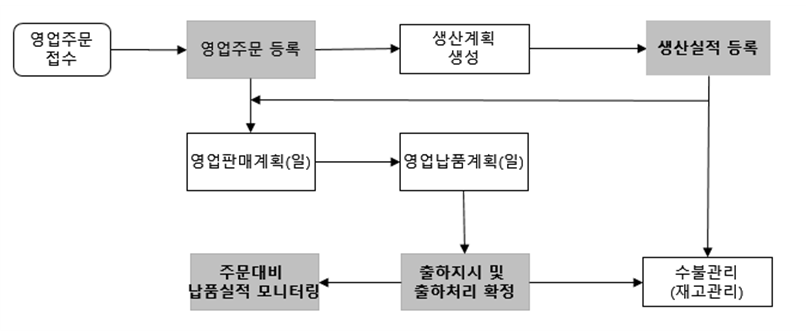 영업주문
접수
영업주문 등록
생산계획
생성
생산실적 등록
영업판매계획(일)
영업납품계획(일)
주문대비
납품실적 모니터링
출하지시 및
출하처리 확정
수불관리
(재고관리)